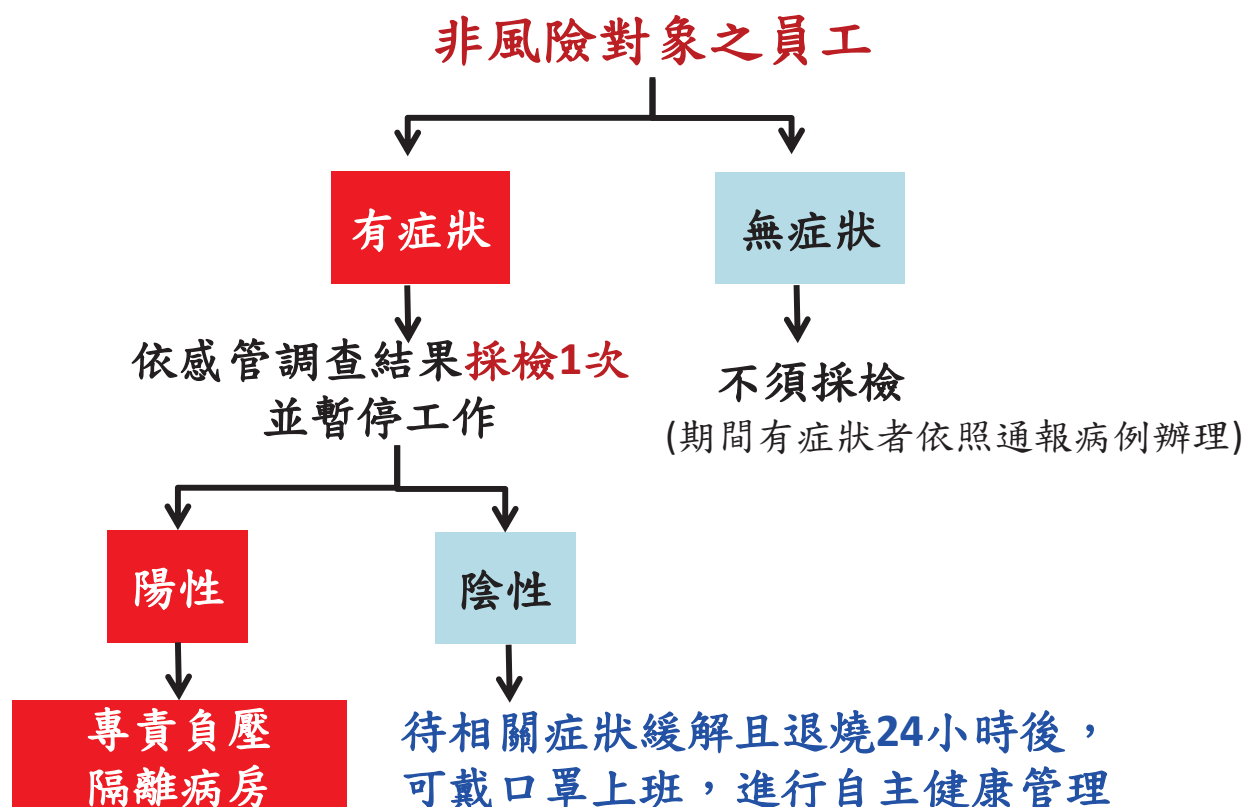 非風險對象之員工
有症狀
無症狀
依感管調查結果採檢1次
並暫停工作
不須採檢
(期間有症狀者依照通報病例辦理)
陽性
陰性
專責負壓
隔離病房
待相關症狀緩解且退燒24小時後，
可戴口罩上班，進行自主健康管理